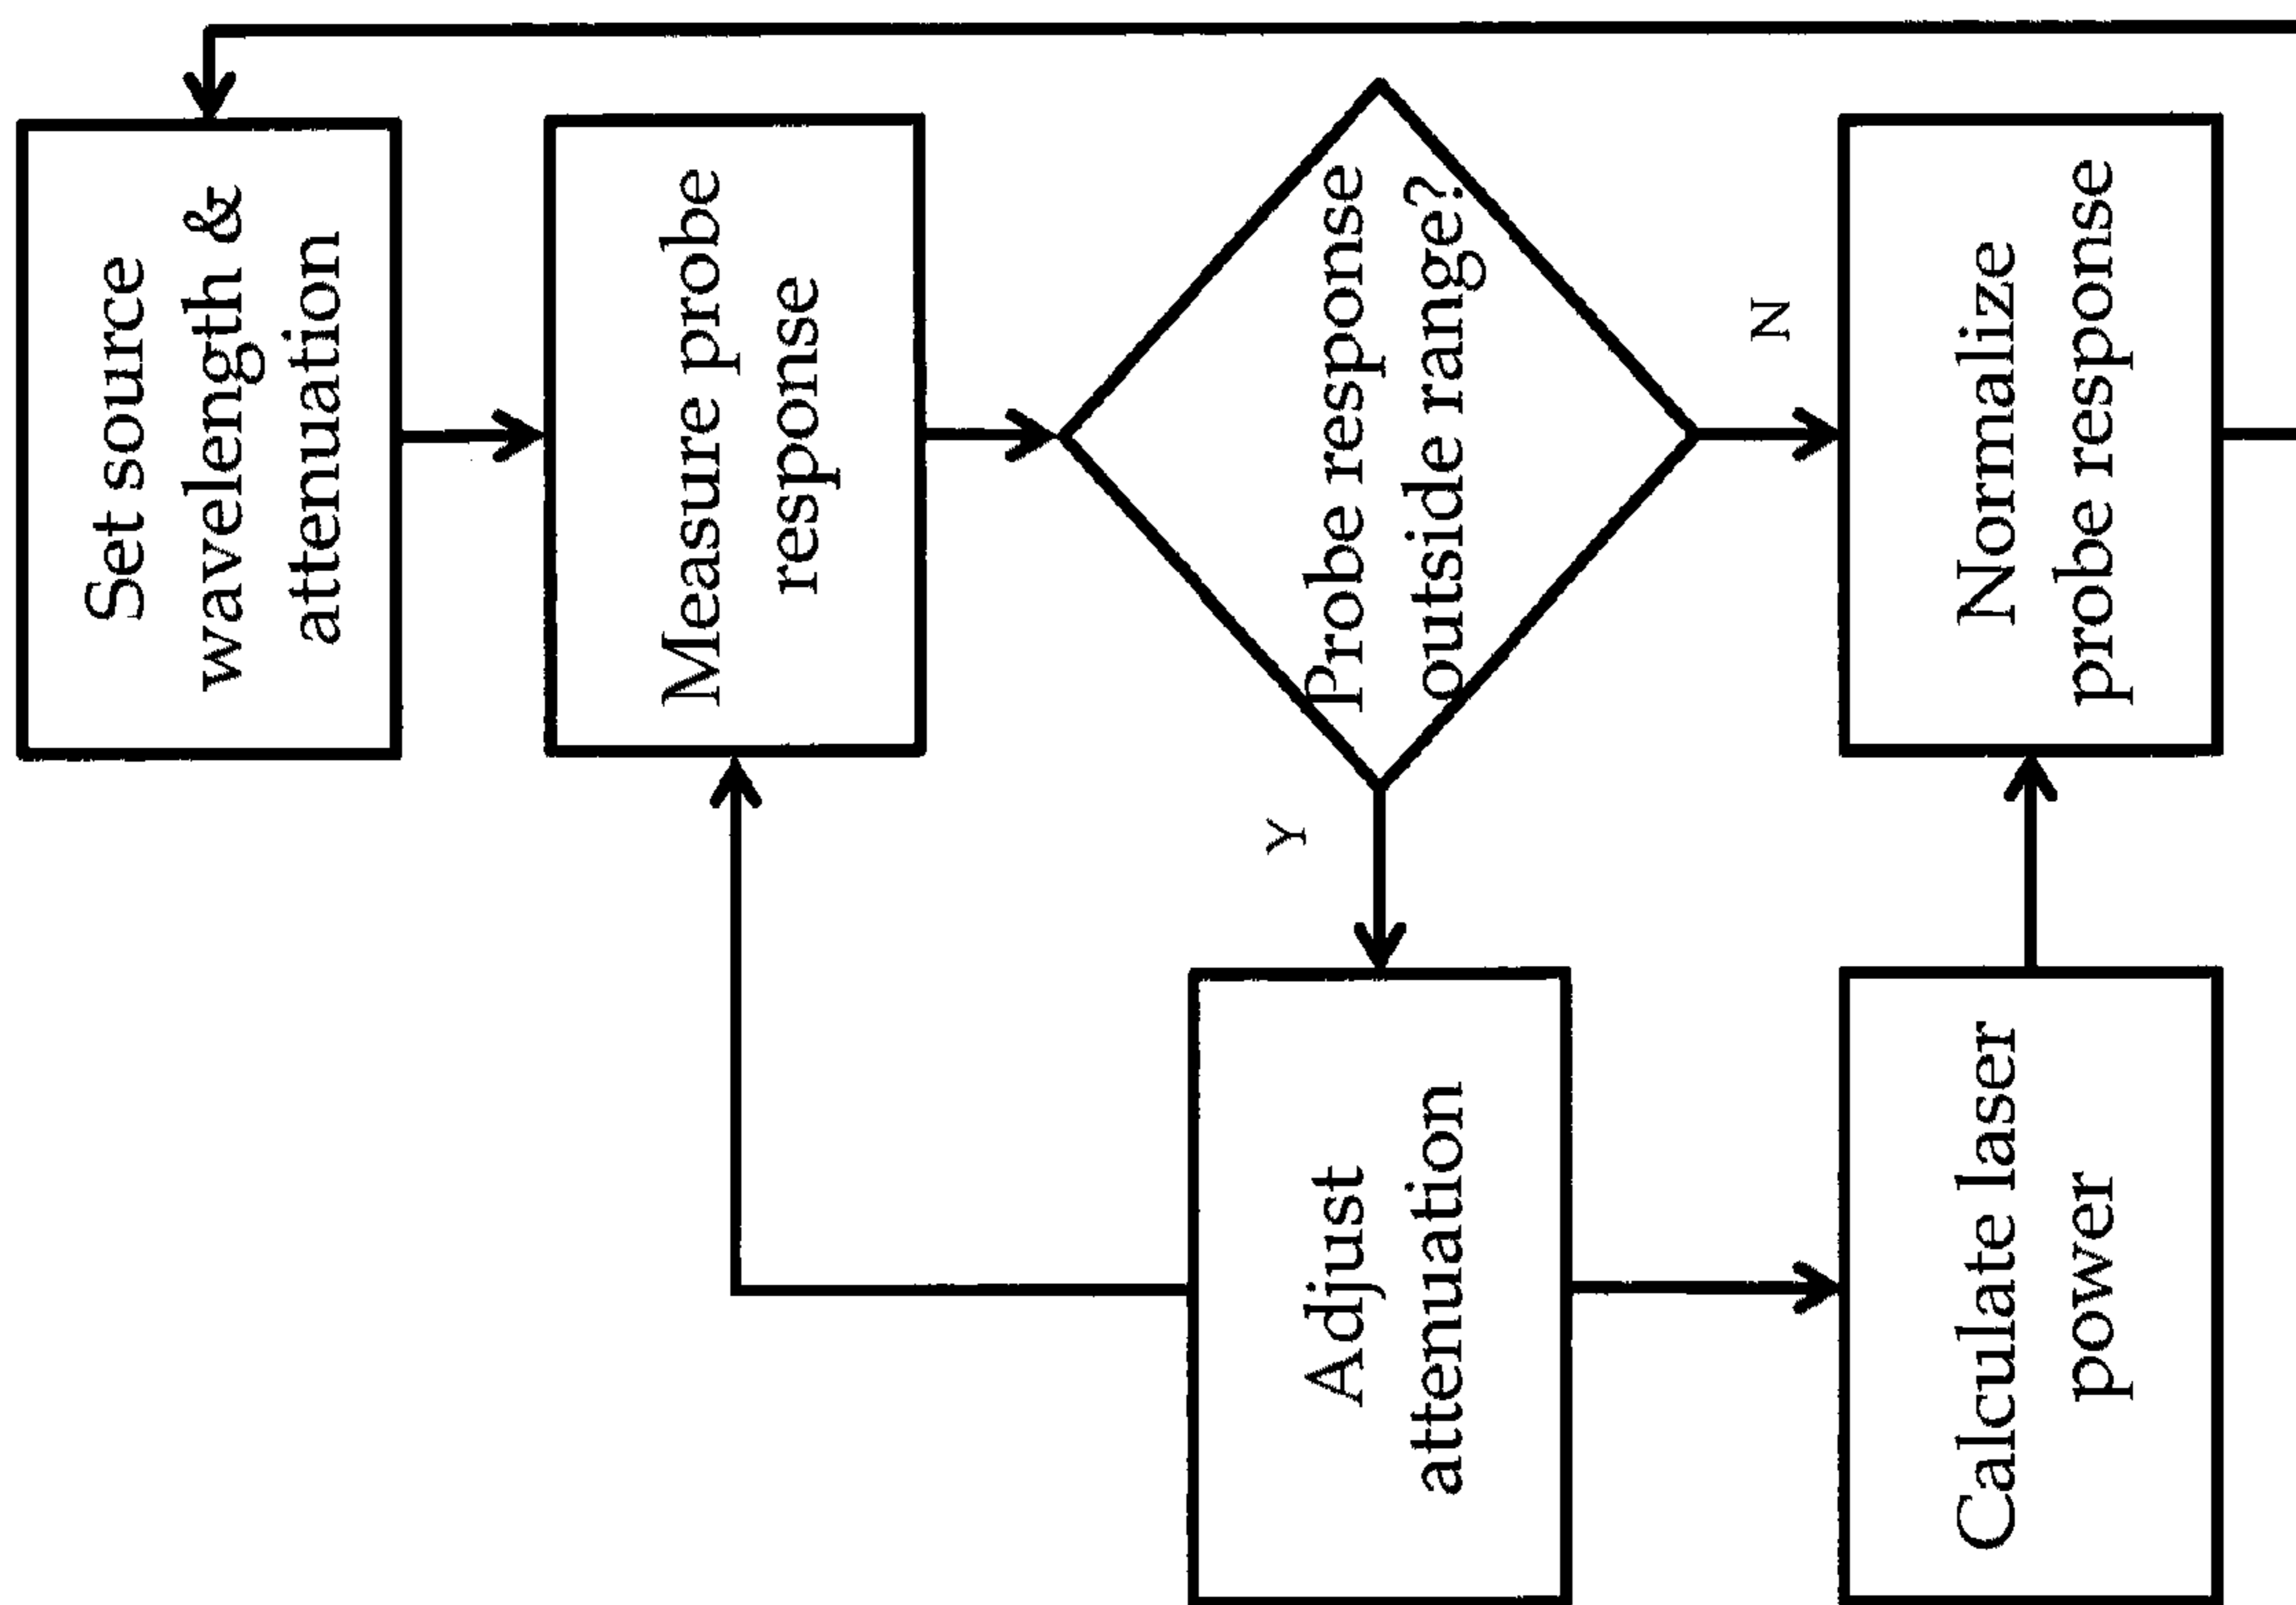 Set source
wavelength &
attenuation
Measure probe
response
Probe response
outside range?
Y
N
Adjust
attenuation
Calculate laser
power
Normalize
probe response